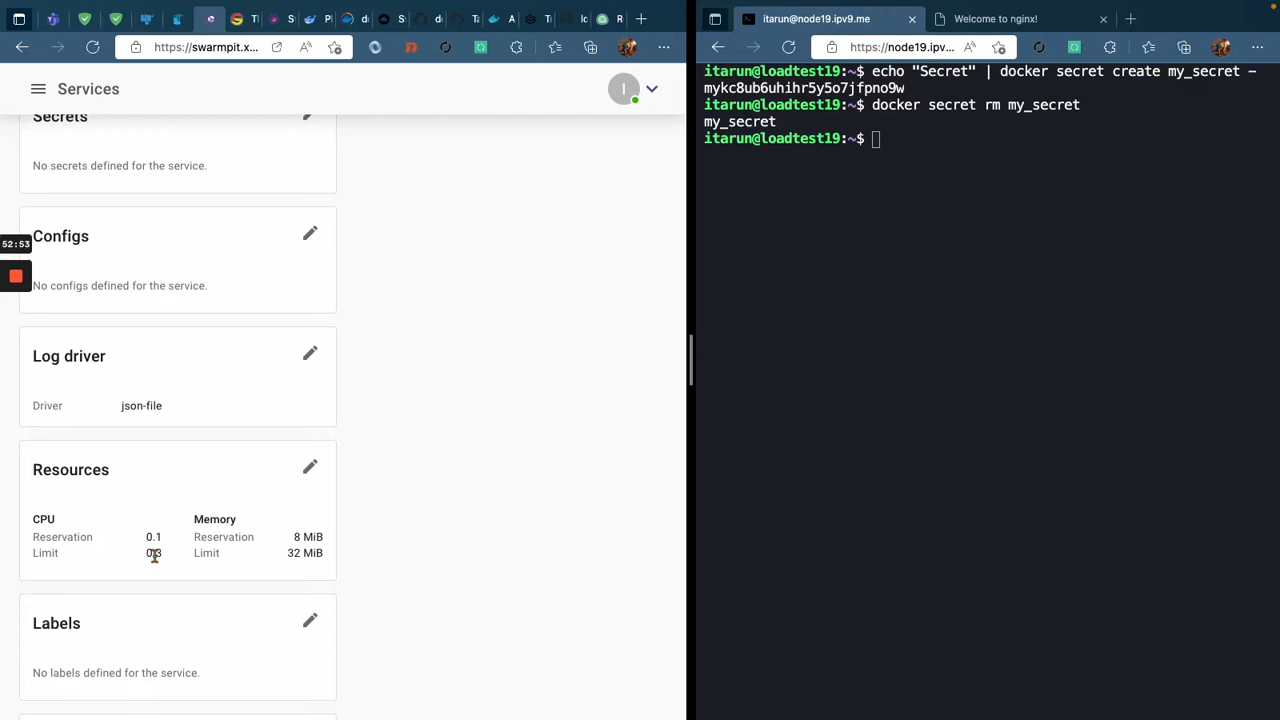 https://swarmpit.x...
Services
Secrets
No secrets defined for the service.
Configs
52:53
No configs defined for the service.
Log driver
Driver json-file
Resources
CPU Memory
Reservation 0.1 Reservation 8 MiB
Limit 0.3 Limit 32 MiB
Labels
No labels defined for the service.
itarun@node19.ipv9.me
Welcome to nginx!
https://node19.ipv...
itarun@loadtest19:~$ echo "Secret" | docker secret create my_secret -
mykc8ub6uhihr5y5o7jfpno9w
itarun@loadtest19:~$ docker secret rm my_secret
my_secret
itarun@loadtest19:~$